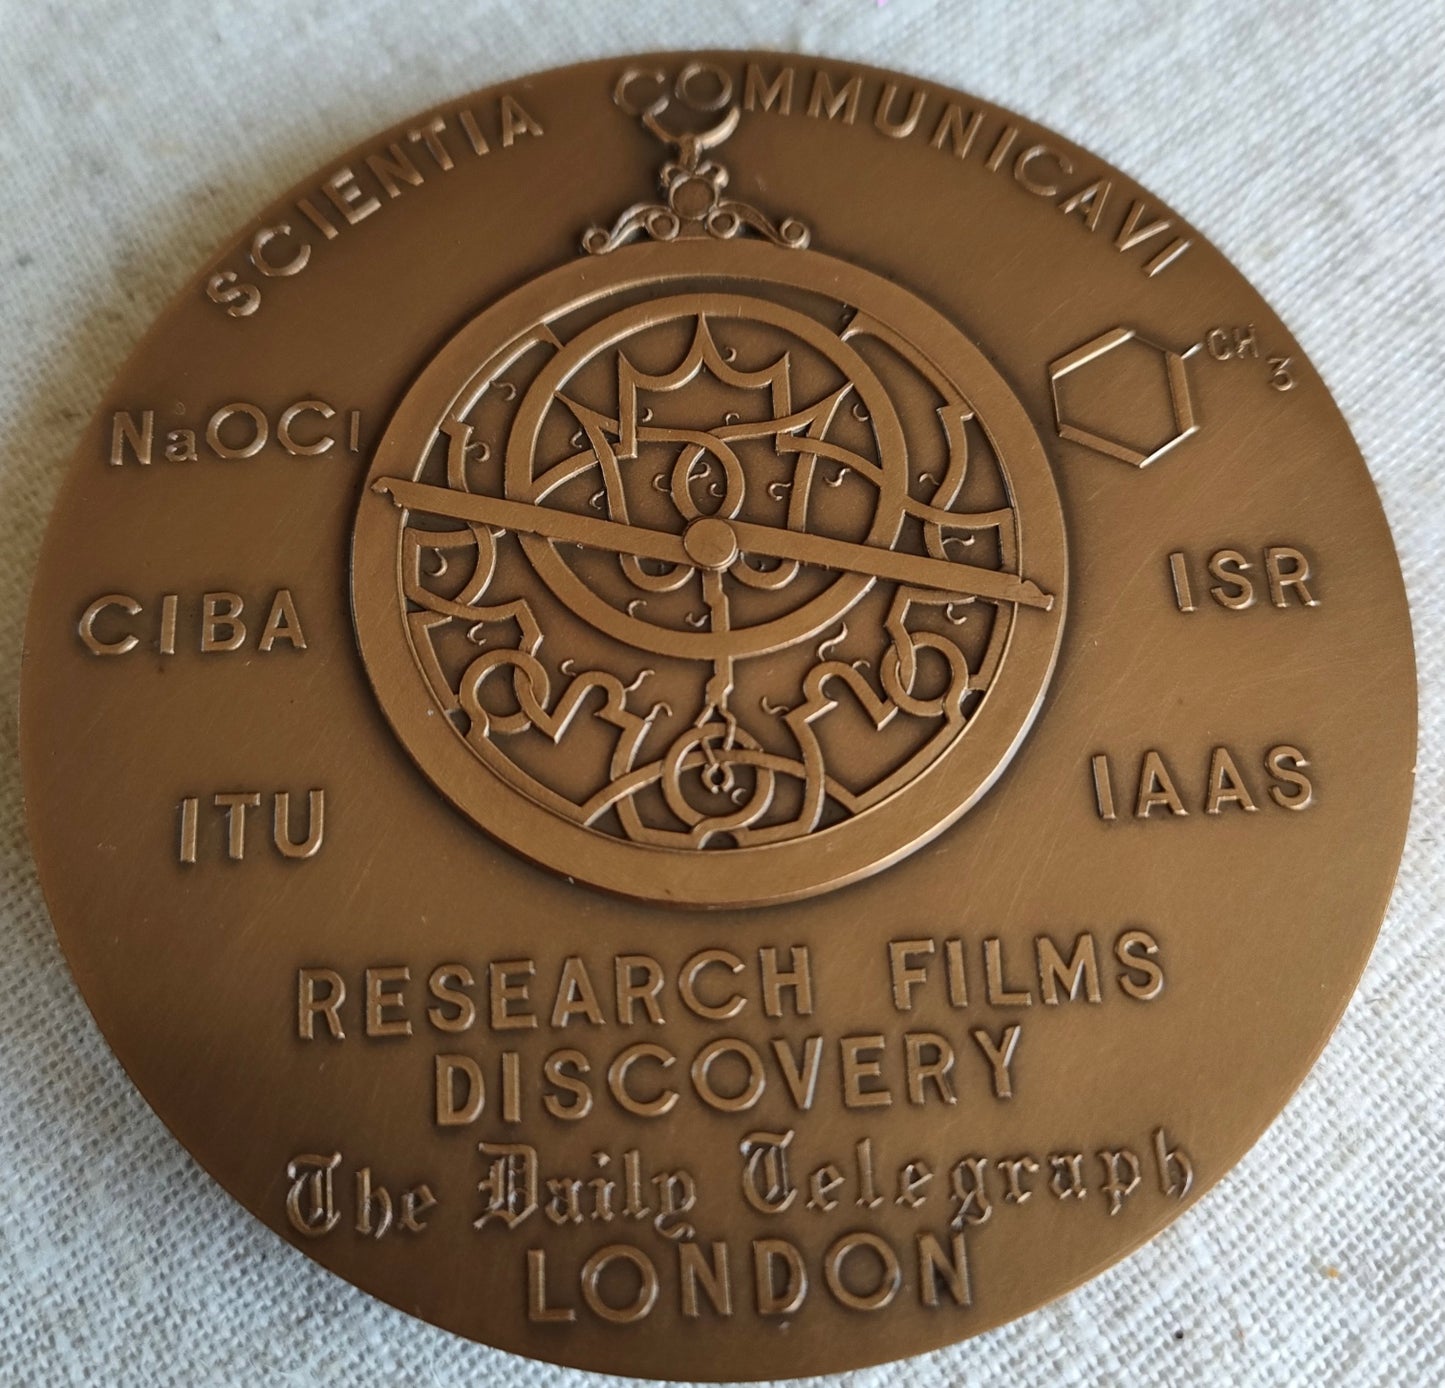 SCIENTIA COMMUNICAVI
CH3
NaOCl
CIBA
ISR
ITU
IAAS
RESEARCH FILMS
DISCOVERY
The Daily Telegraph
LONDON